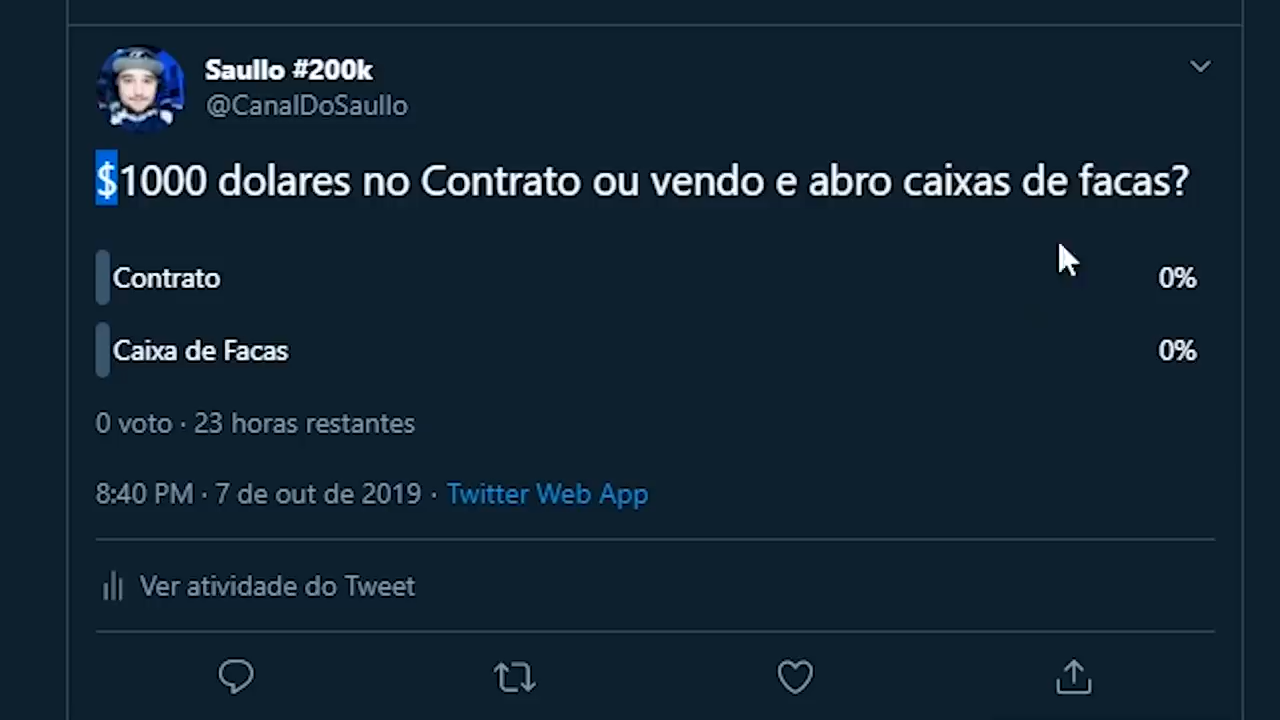 Saullo #200k
@CanalDoSaullo
$1000 dolares no Contrato ou vendo e abro caixas de facas?
Contrato 0%
Caixa de Facas 0%
0 voto · 23 horas restantes
8:40 PM · 7 de out de 2019 · Twitter Web App
Ver atividade do Tweet